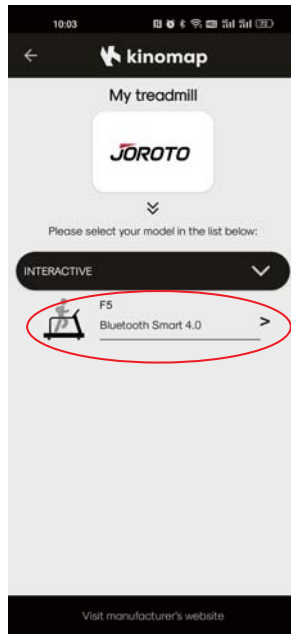 10:03
kinomap
My treadmill
JOROTO
Please select your model in the list below:
INTERACTIVE
F5
Bluetooth Smart 4.0
>
Visit manufacturer's website